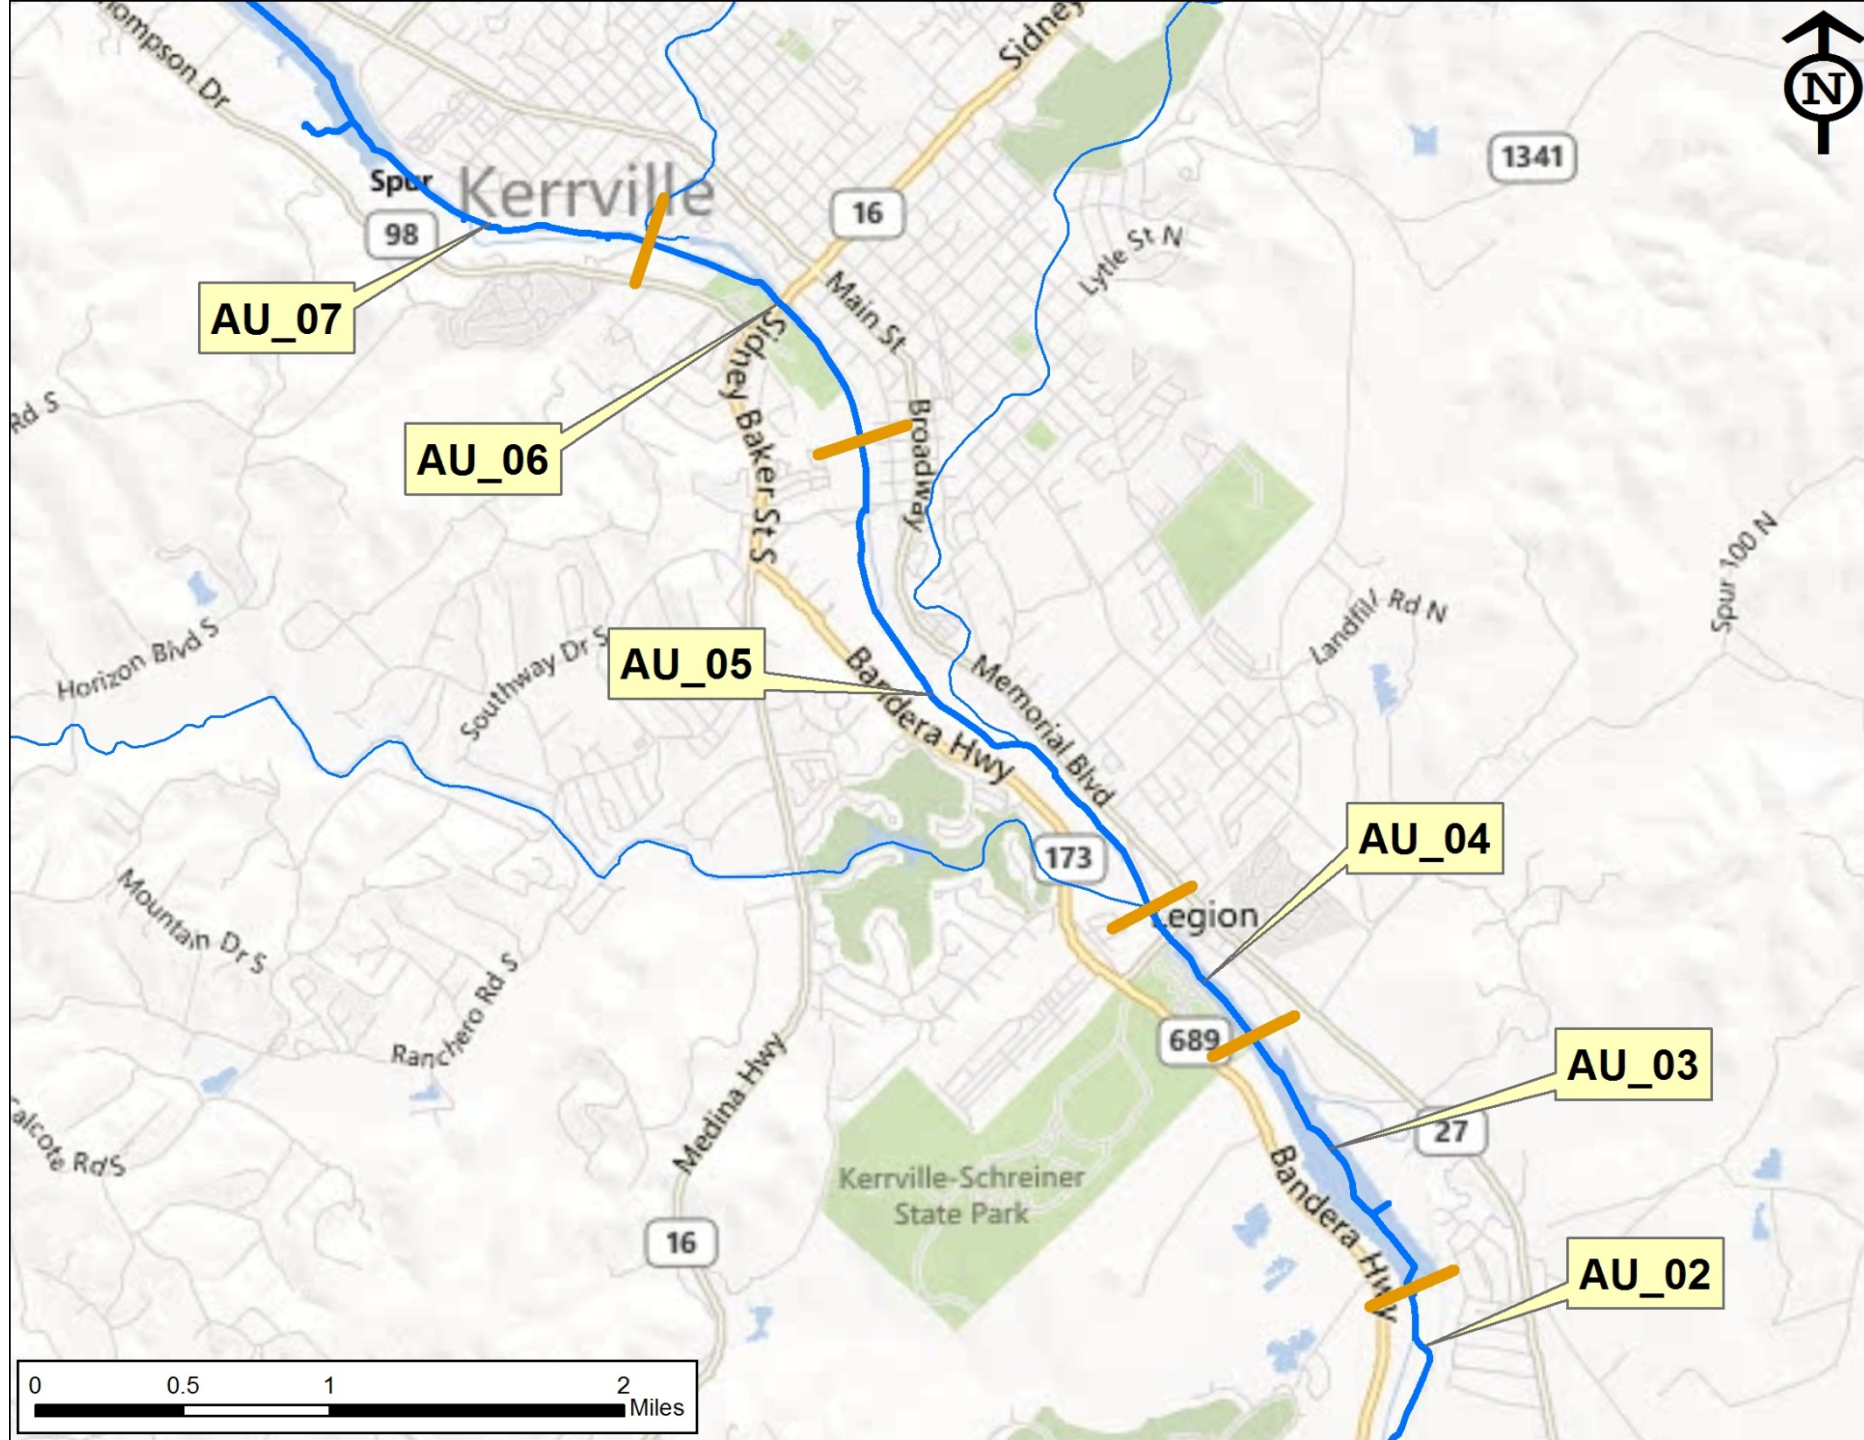 ompson Dr
Sidney
N
1341
Spur
98
Kerrville
16
Lytle St N
AU_07
Main St
Sidney Baker St S
Rd S
AU_06
Broadway
Spur 100 N
Landfill Rd N
Horizon Blvd S
Southway Dr S
AU_05
Bandera Hwy
Memorial Blvd
AU_04
173
Legion
Mountain Dr S
Ranchero Rd S
689
AU_03
27
Medina Hwy
alcote Rd S
Kerrville-Schreiner
State Park
Bandera Hwy
16
AU_02
0 0.5 1 2
Miles